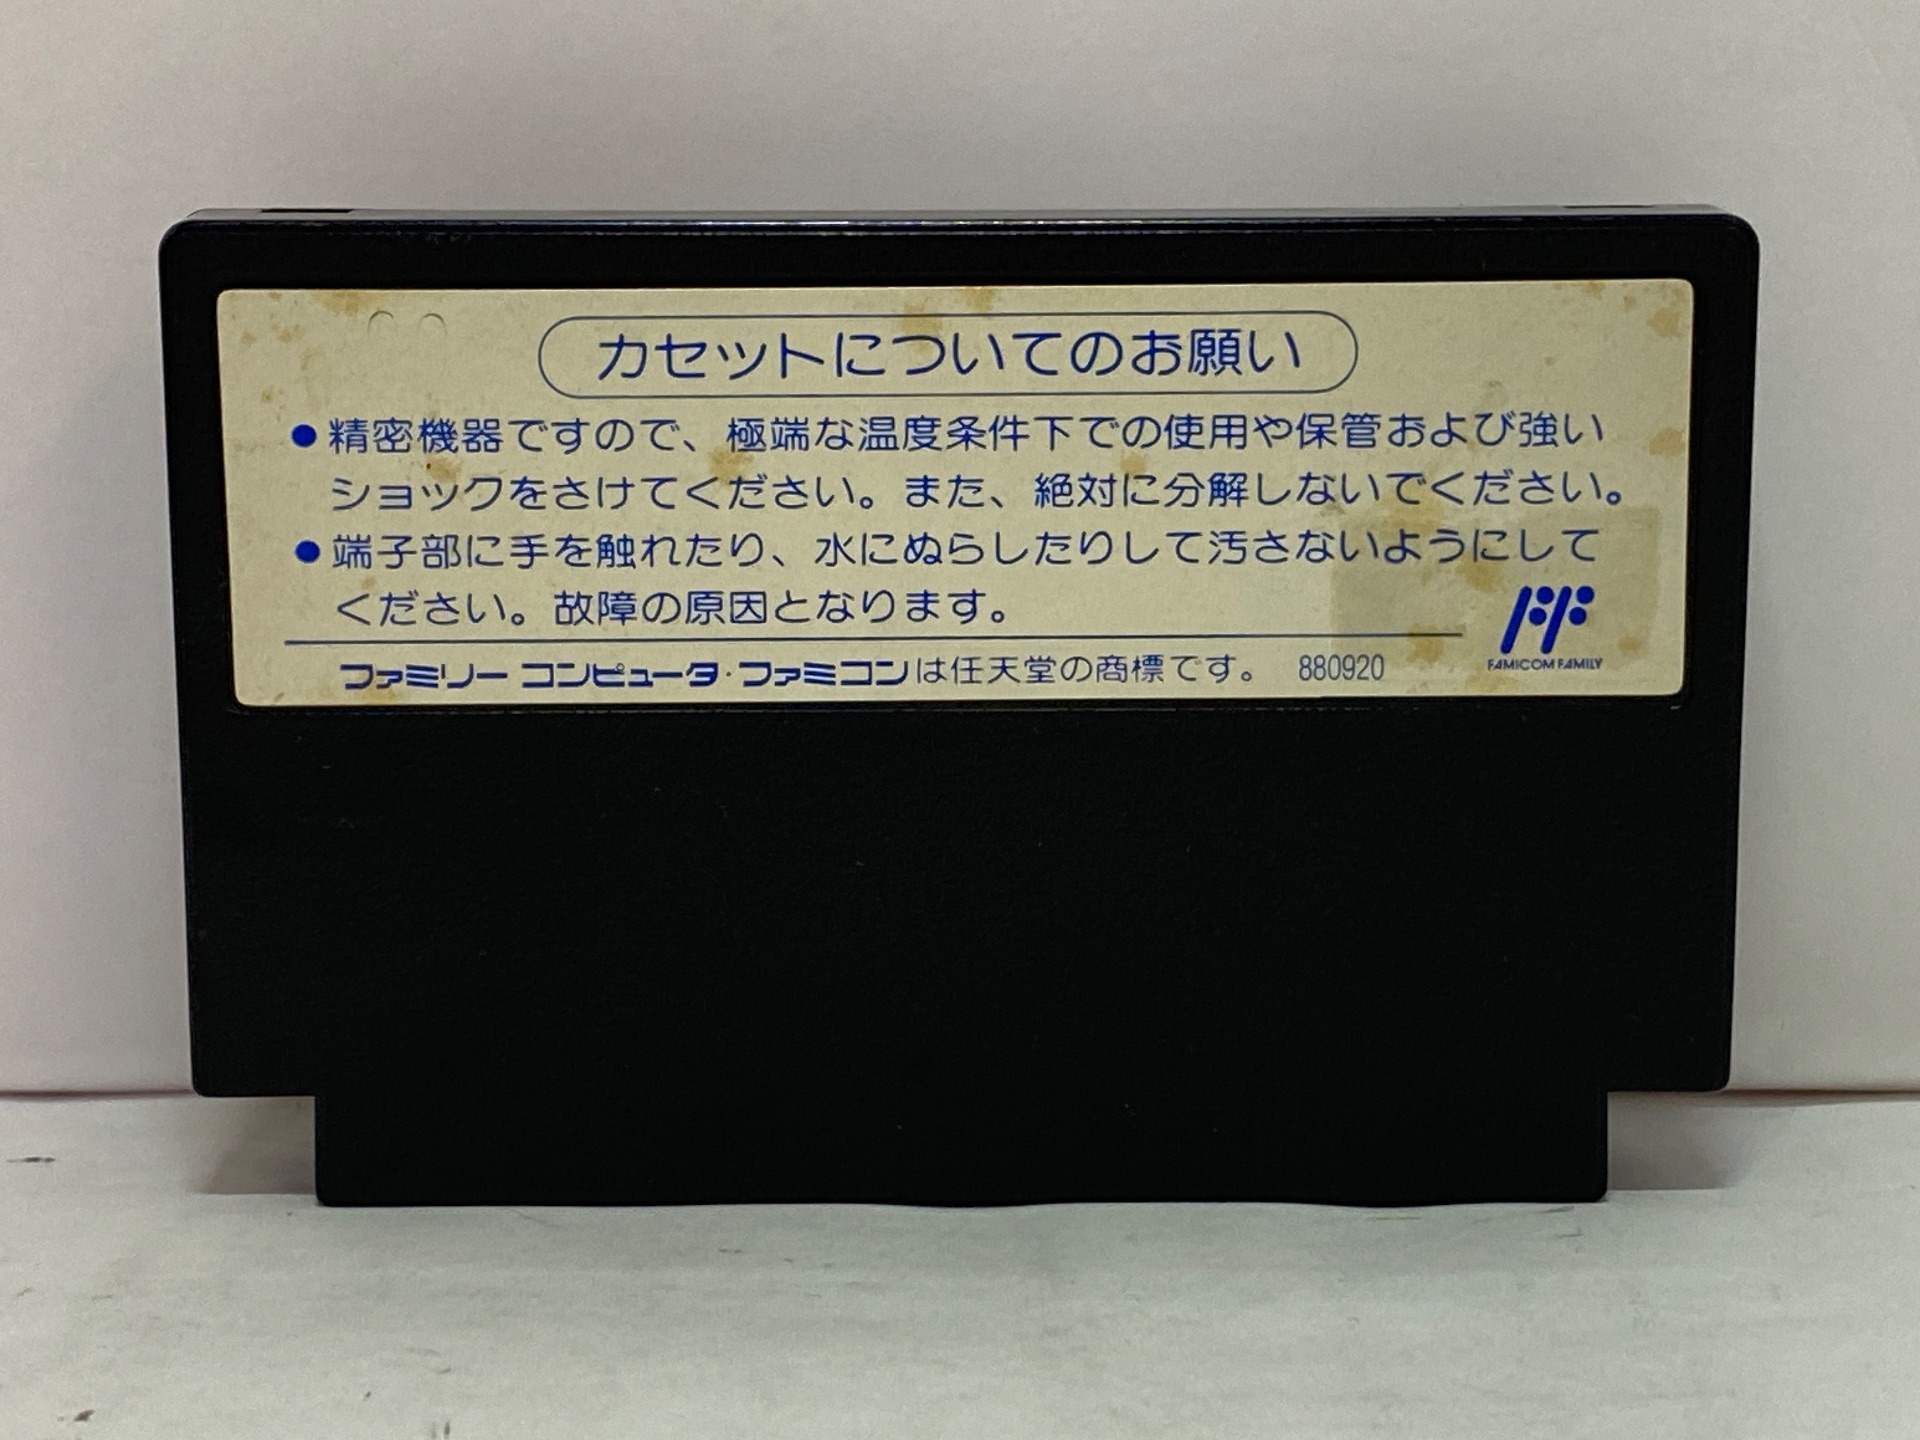 カセットについてのお願い
●精密機器ですので、極端な温度条件下での使用や保管および強い
ショックをさけてください。また、絶対に分解しないでください。
●端子部に手を触れたり、水にぬらしたりして汚さないようにして
ください。故障の原因となります。
FAMICOM FAMILY
ファミリー コンピュータ・ファミコンは任天堂の商標です。 880920